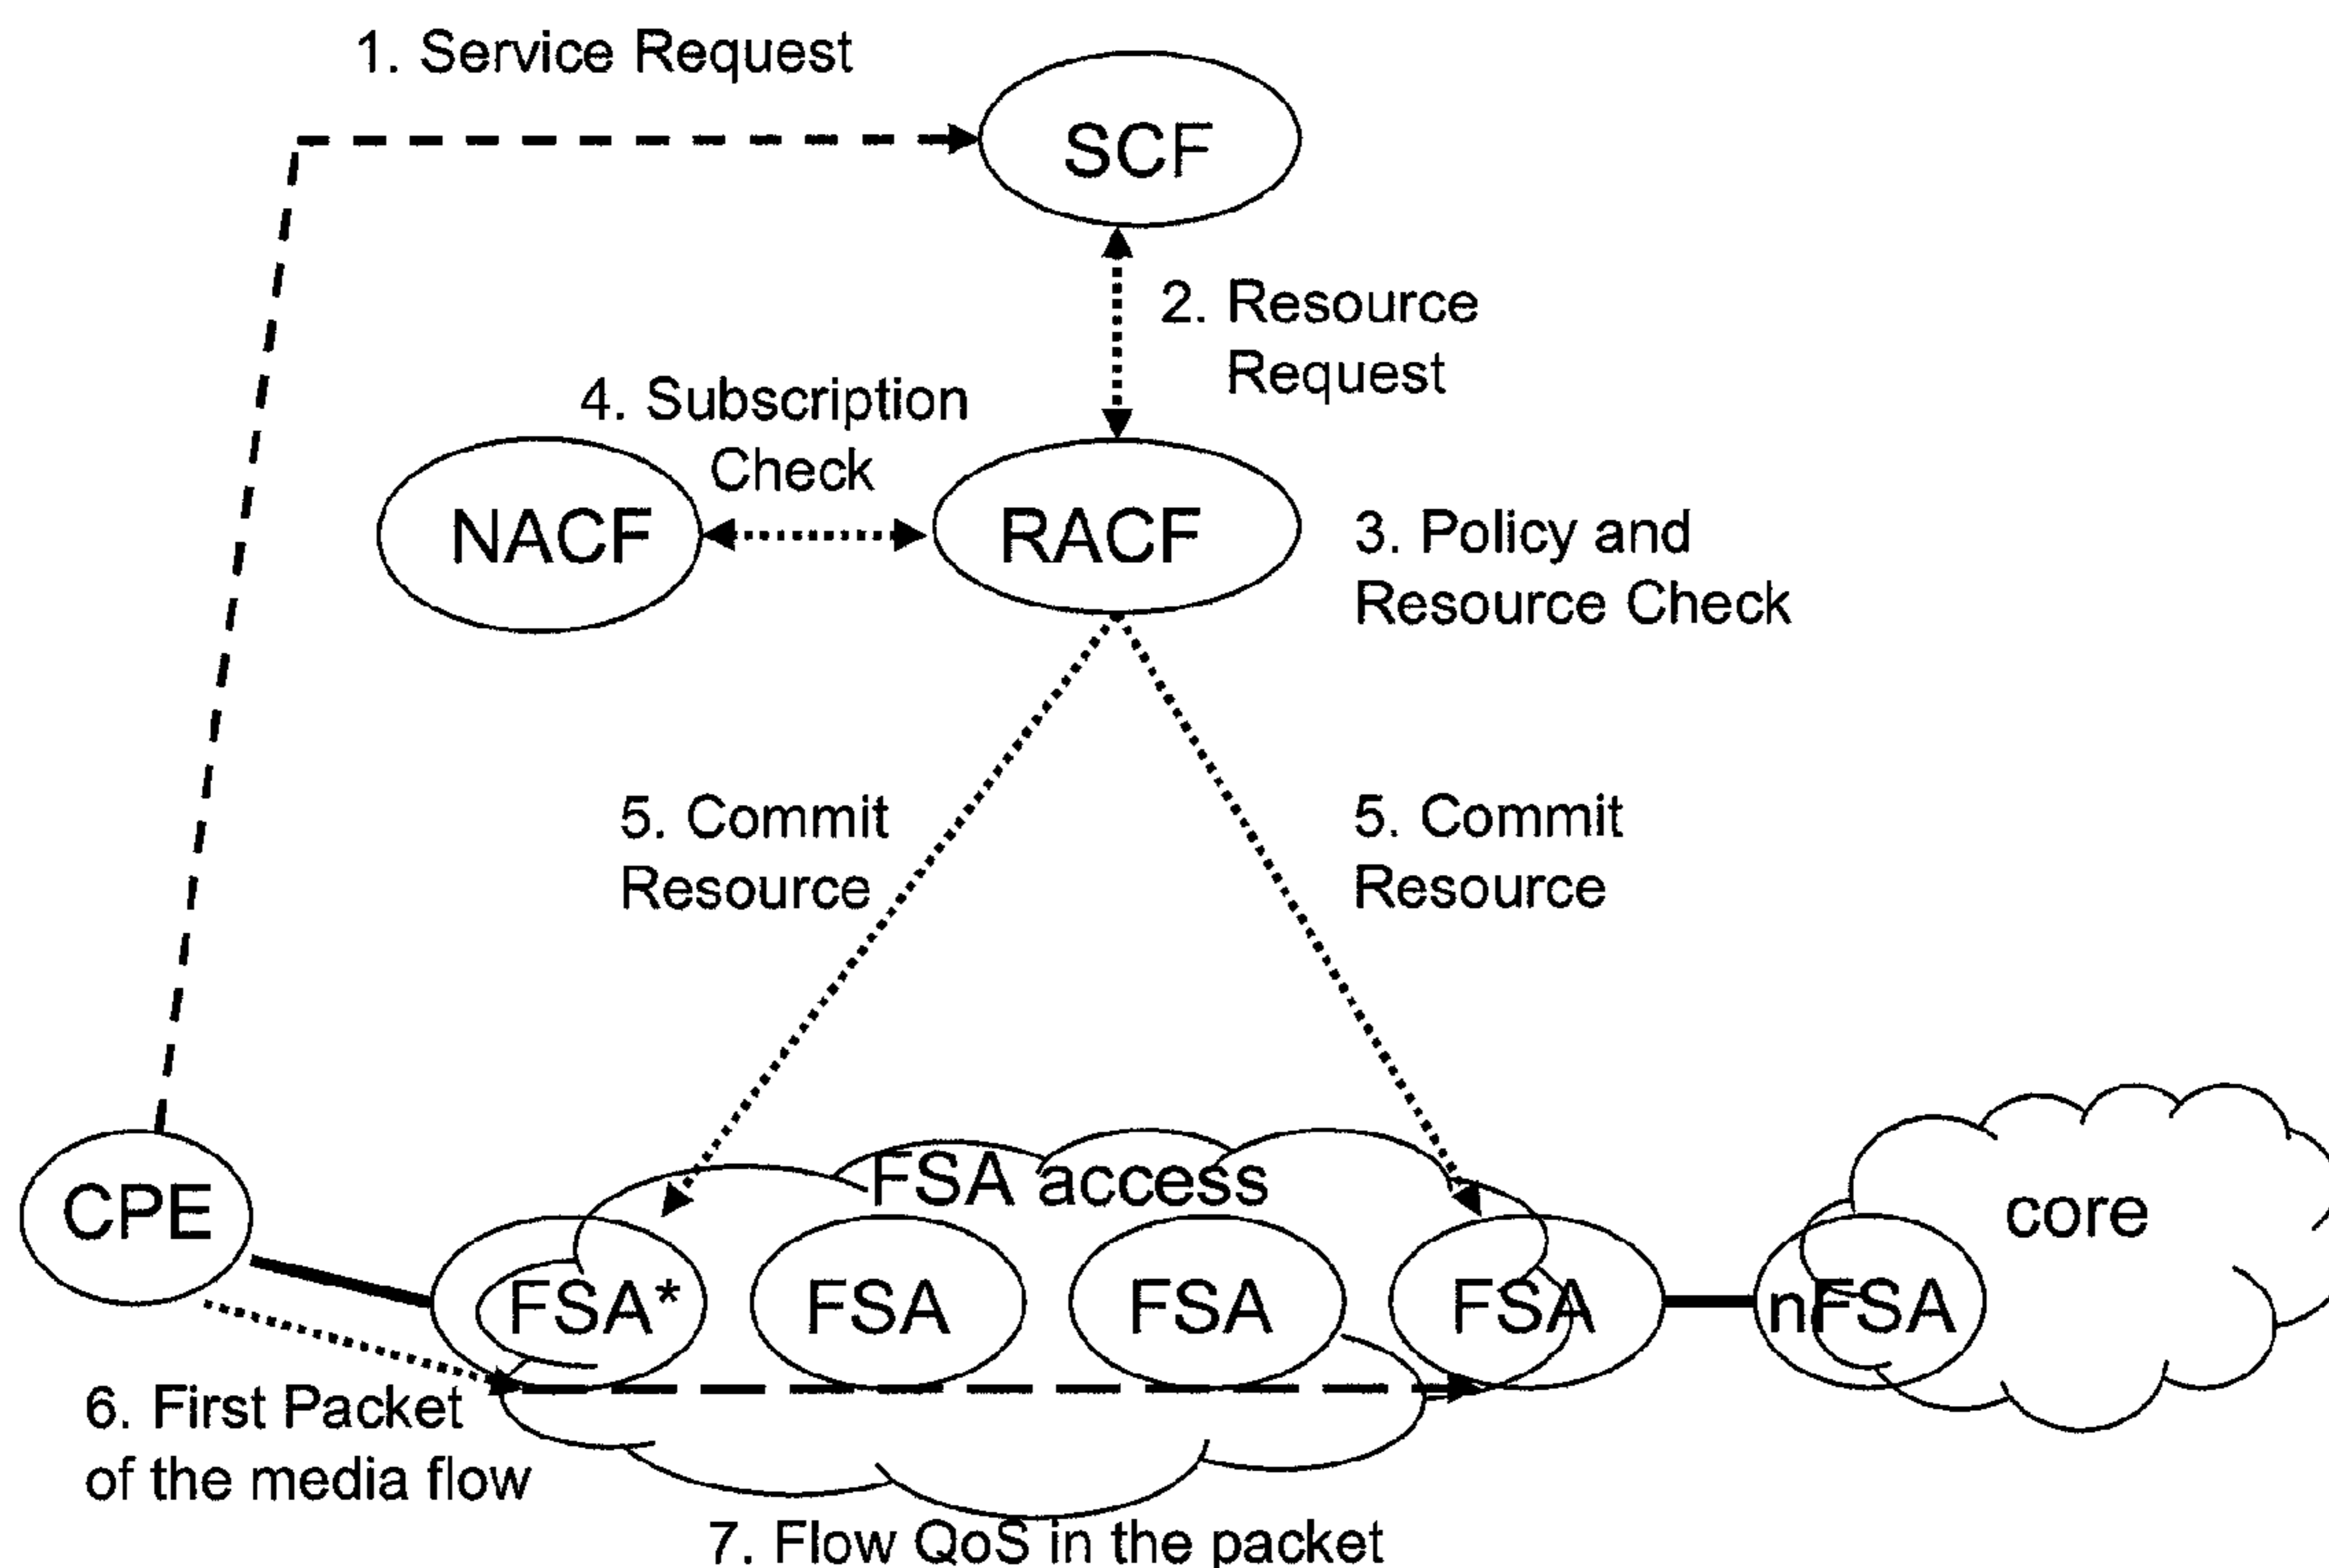 1. Service Request
SCF
2. Resource
Request
4. Subscription
Check
NACF
RACF
3. Policy and
Resource Check
5. Commit
Resource
5. Commit
Resource
FSA access
CPE
core
FSA*
FSA
FSA
FSA
nFSA
6. First Packet
of the media flow
7. Flow QoS in the packet